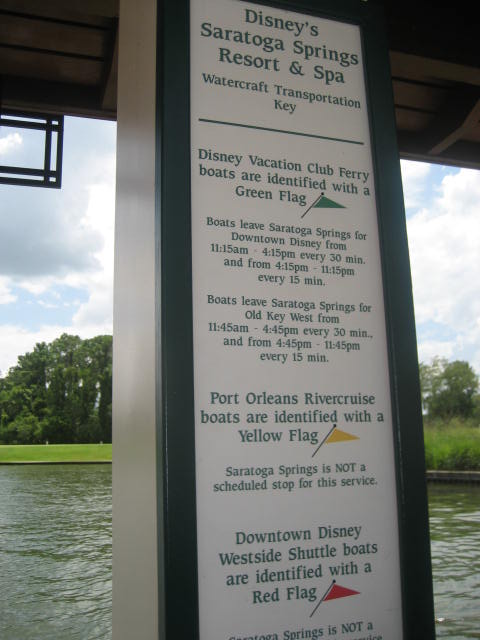 Disney's
Saratoga Springs
Resort & Spa
Watercraft Transportation
Key
Disney Vacation Club Ferry
boats are identified with a
Green Flag
Boats leave Saratoga Springs for
Downtown Disney from
11:15am - 4:15pm every 30 min.
and from 4:15pm - 11:15pm
every 15 min.
Boats leave Saratoga Springs for
Old Key West from
11:45am - 4:45pm every 30 min.,
and from 4:45pm - 11:45pm
every 15 min.
Port Orleans Rivercruise
boats are identified with a
Yellow Flag
Saratoga Springs is NOT a
scheduled stop for this service.
Downtown Disney
Westside Shuttle boats
are identified with a
Red Flag
Saratoga Springs is NOT a